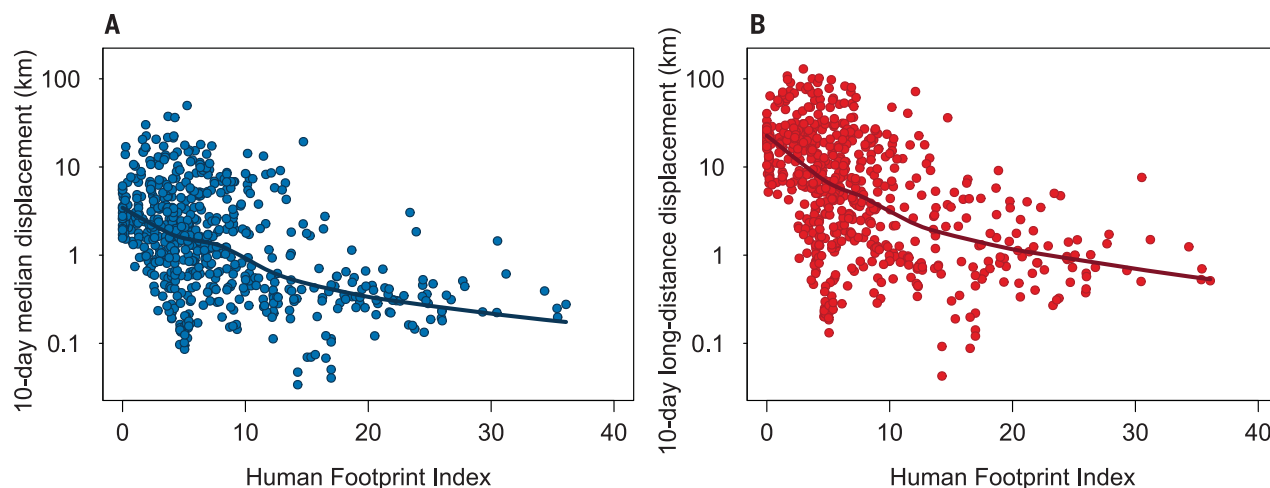 A
10-day median displacement (km)
100
10
1
0.1
0 10 20 30 40
Human Footprint Index
B
10-day long-distance displacement (km)
100
10
1
0.1
0 10 20 30 40
Human Footprint Index